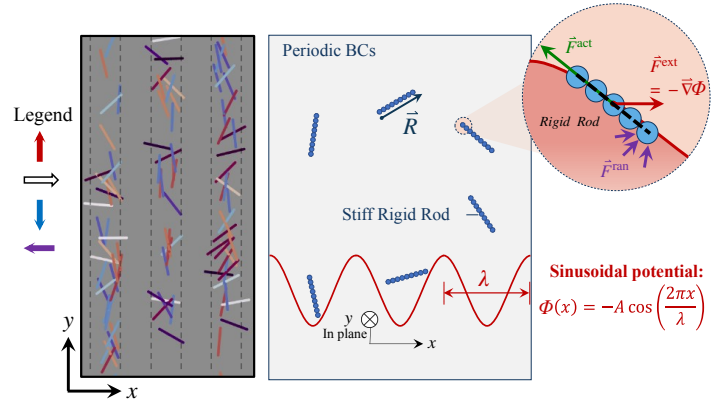 Legend
y
x
Periodic BCs
R⃗
Stiff Rigid Rod
λ
y
In plane
x
F⃗^act
F⃗^ext
= −∇⃗Φ
Rigid Rod
F⃗^ran
Sinusoidal potential:
Φ(x) = −A cos(2πx/λ)